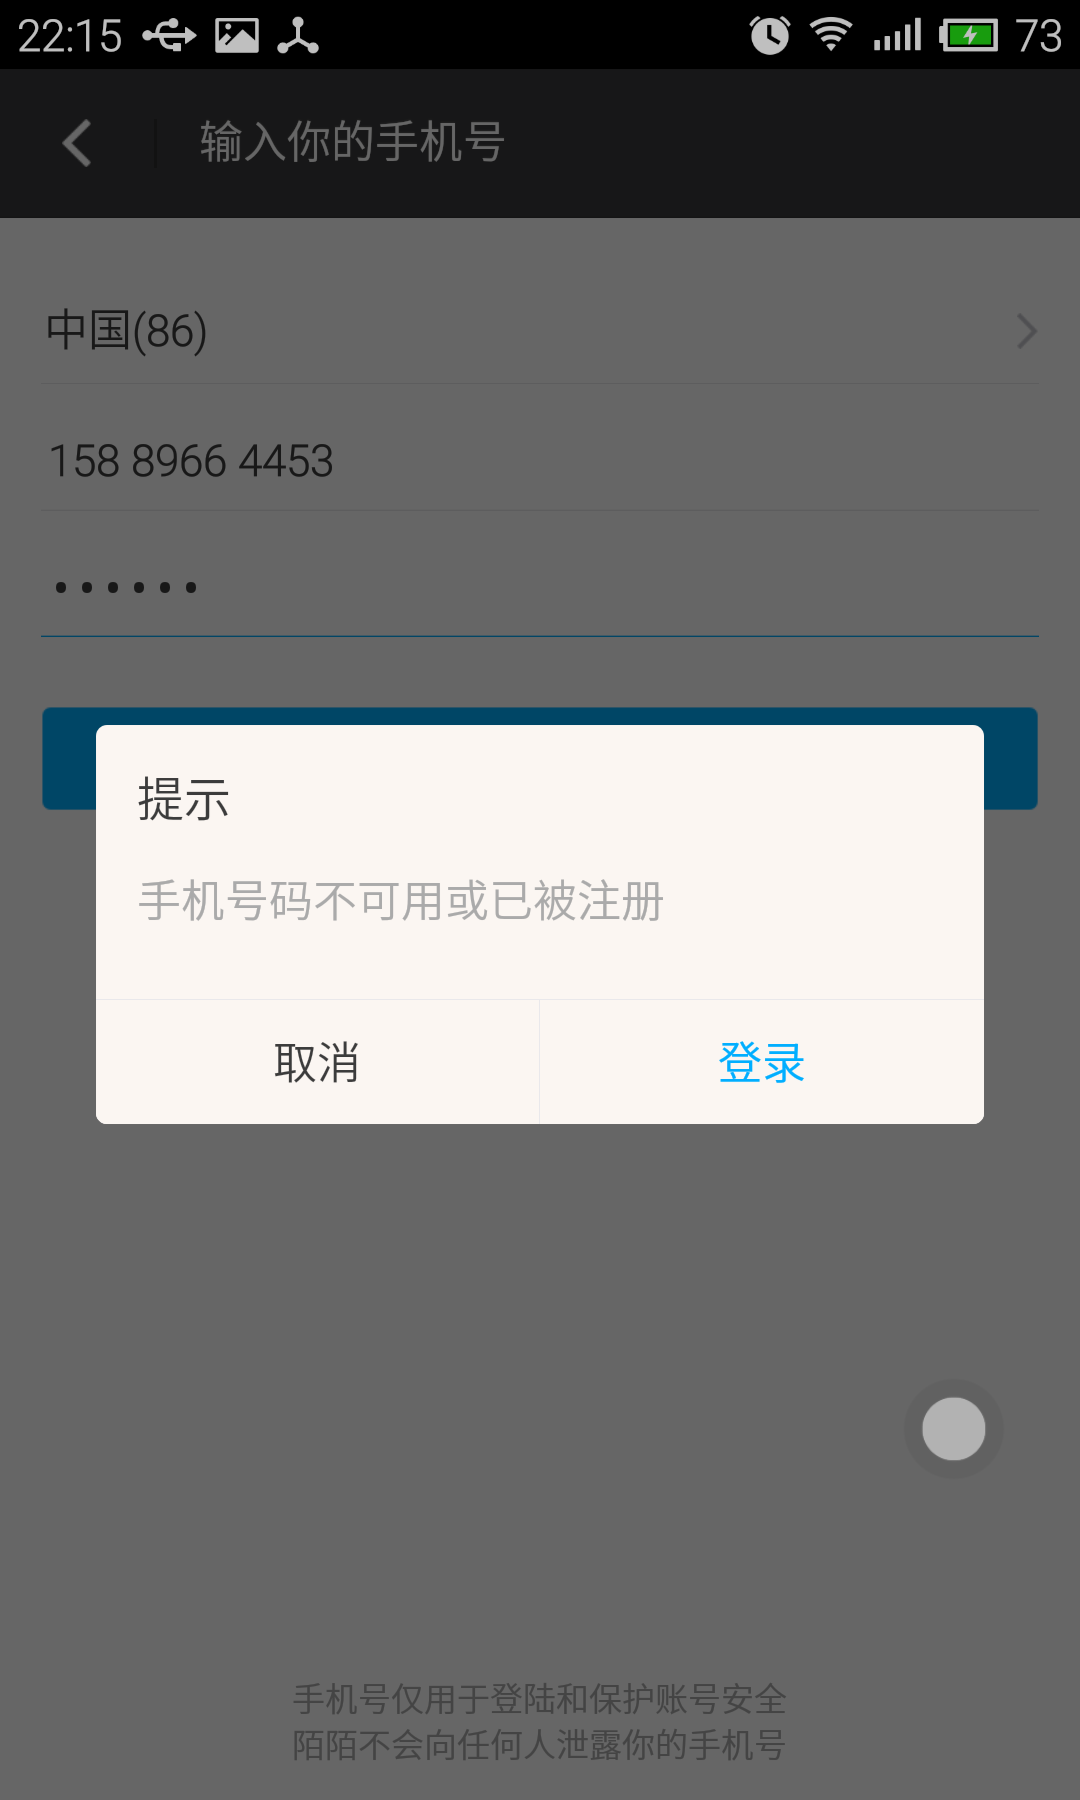 22:15 73
输入你的手机号
中国(86)
158 8966 4453
••••••
提示
手机号码不可用或已被注册
取消 登录
手机号仅用于登陆和保护账号安全
陌陌不会向任何人泄露你的手机号